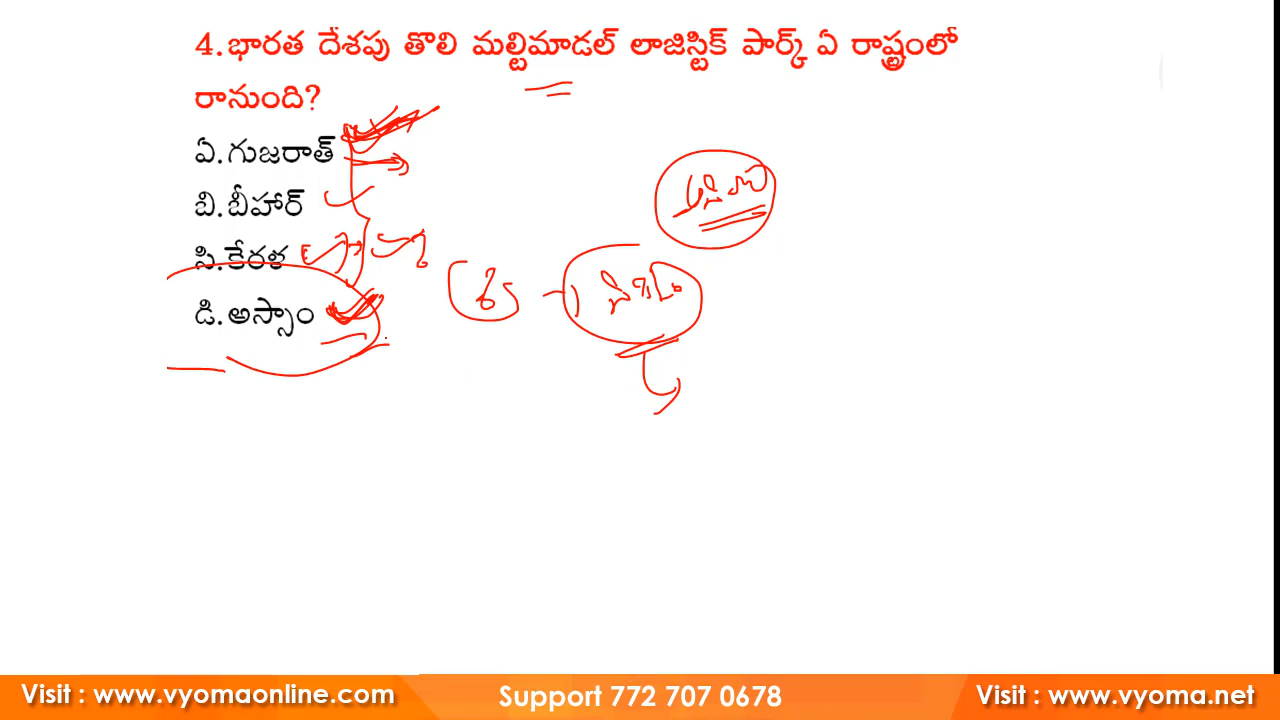 4.భారత దేశపు తొలి మల్టిమాడల్ లాజిస్టిక్ పార్క్ ఏ రాష్ట్రంలో
రానుంది?
ఏ.గుజరాత్
బి.బీహార్
సి.కేరళ
డి.అస్సాం
Visit : www.vyomaonline.com Support 772 707 0678 Visit : www.vyoma.net